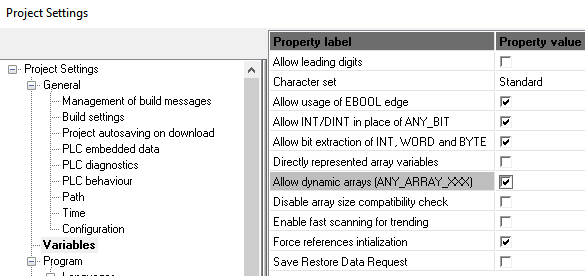 Project Settings
Property label Property value
Allow leading digits
Project Settings
Character set Standard
General
Allow usage of EBOOL edge
Management of build messages
Allow INT/DINT in place of ANY_BIT
Build settings
Allow bit extraction of INT, WORD and BYTE
Project autosaving on download
Directly represented array variables
PLC embedded data
Allow dynamic arrays (ANY_ARRAY_XXX)
PLC diagnostics
PLC behaviour
Disable array size compatibility check
Path
Enable fast scanning for trending
Time
Configuration
Force references intialization
Variables
Save Restore Data Request
Program